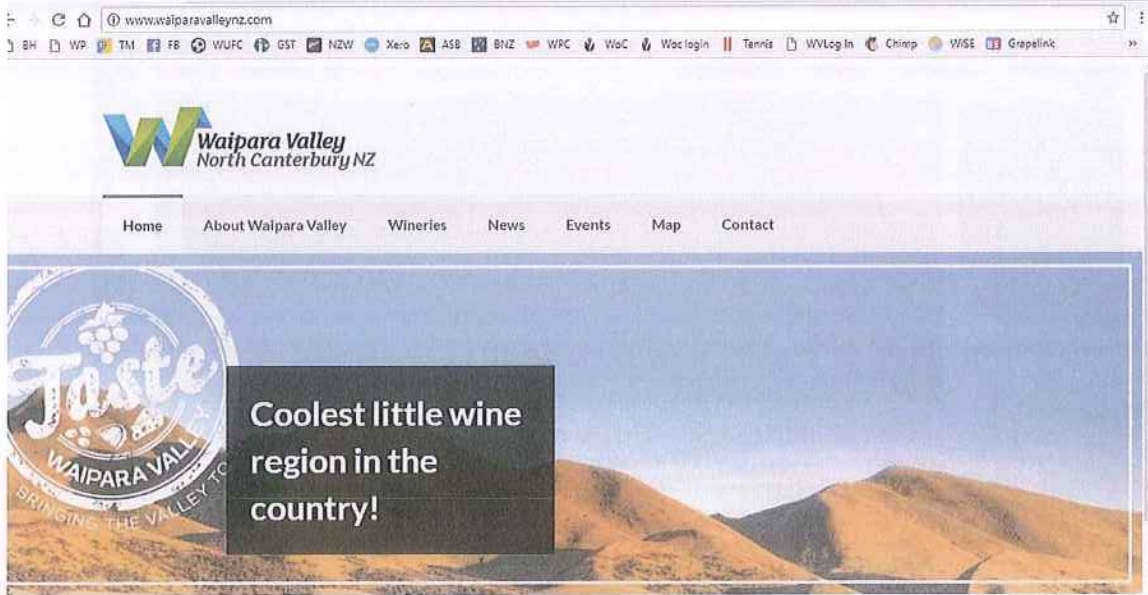 www.waiparavalleynz.com
BH WP TM FB WUFC GST NZW Xero ASB BNZ WPC WoC Woc login Tennis WVLog In Chimp WiSE Grapelink »
Waipara Valley
North Canterbury NZ
Home About Waipara Valley Wineries News Events Map Contact
Taste
WAIPARA VALLEY
BRINGING THE VALLEY TO
Coolest little wine
region in the
country!